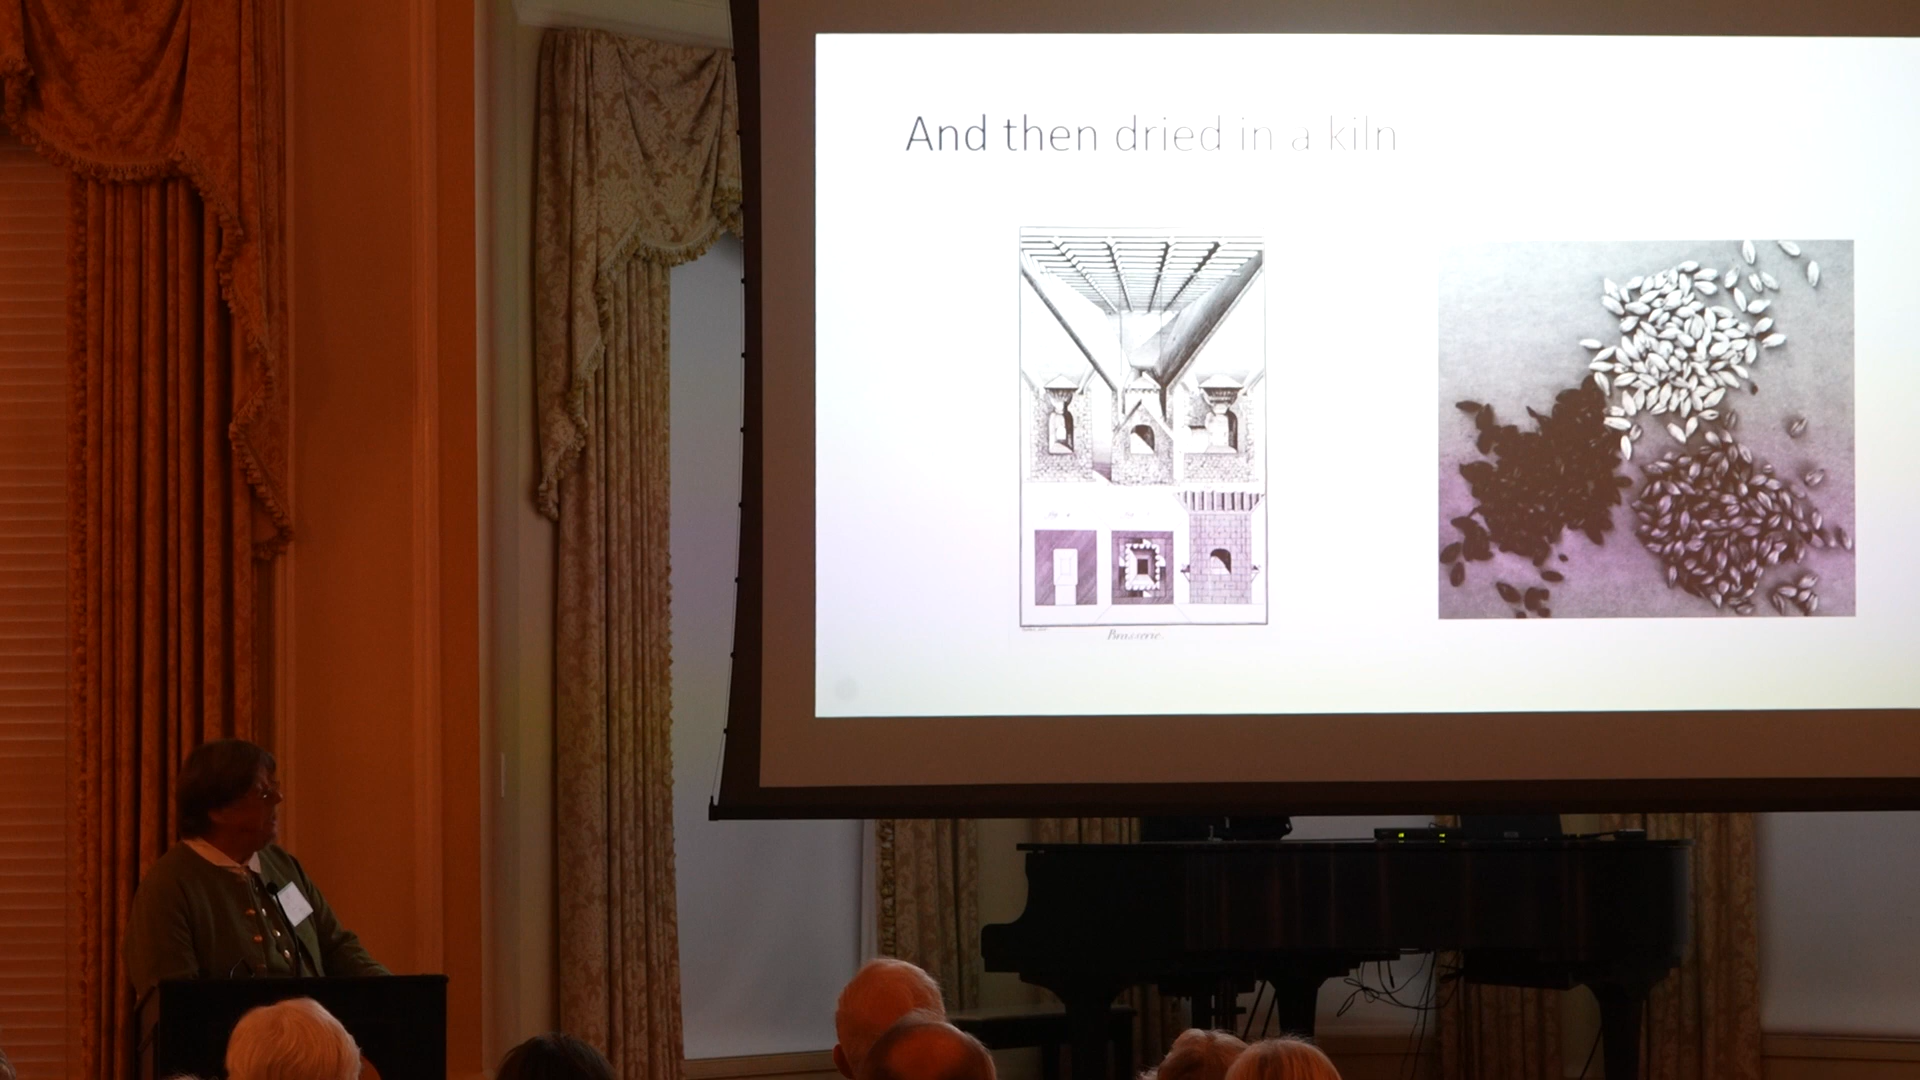 And then dried in a kiln
Brasserie.